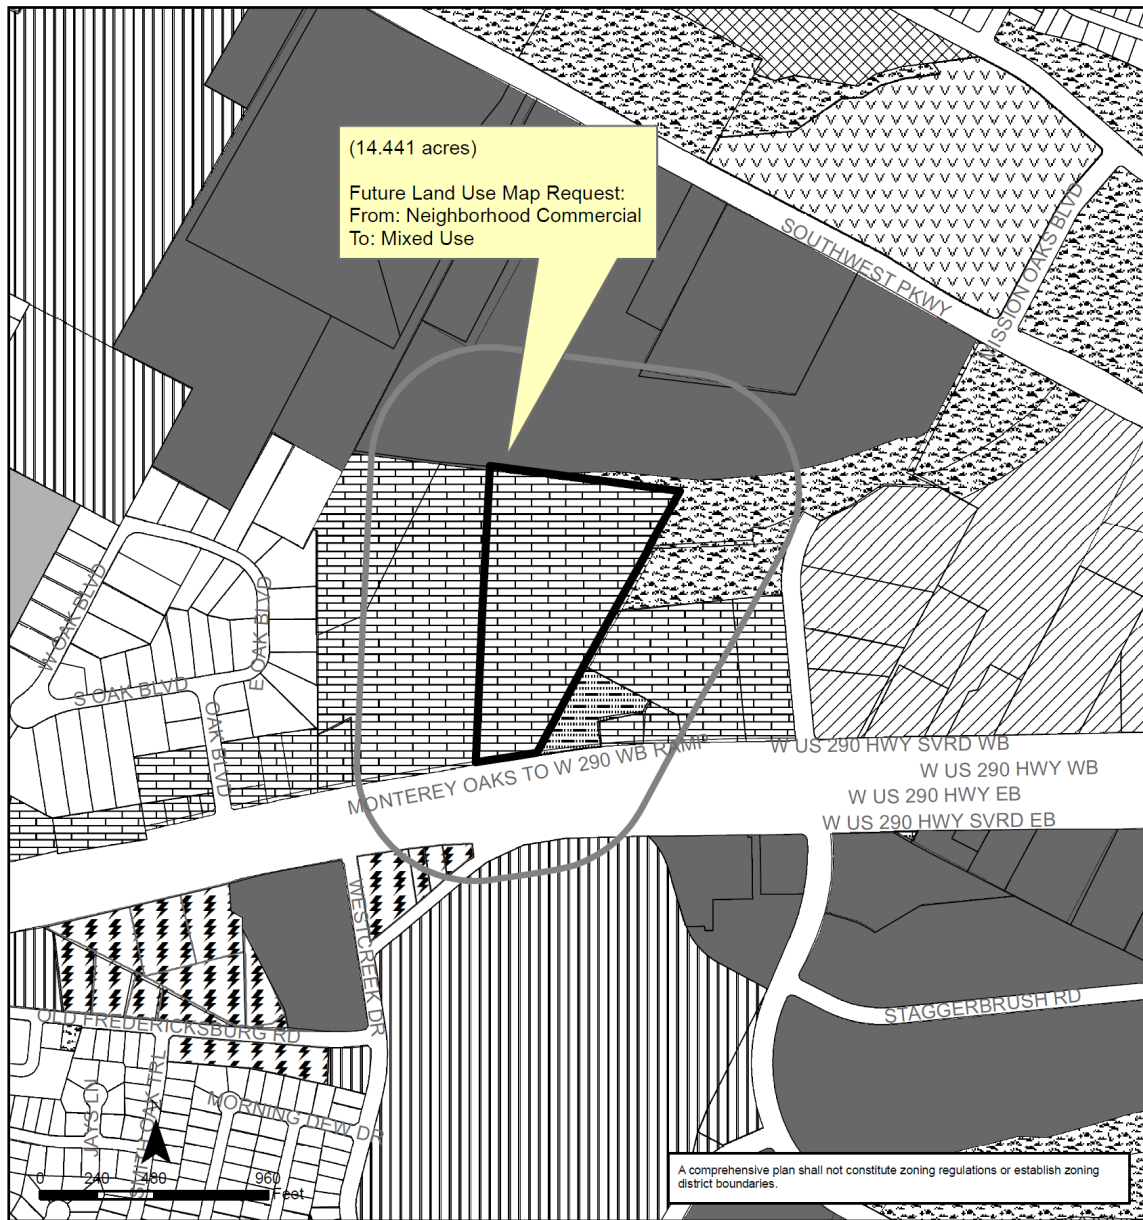 (14.441 acres)
Future Land Use Map Request:
From: Neighborhood Commercial
To: Mixed Use
SOUTHWEST PKWY
MISSION OAKS BLVD
W OAK BLVD
E OAK BLVD
S OAK BLVD
OAK BLVD
MONTEREY OAKS TO W 290 WB RAMP
W US 290 HWY SVRD WB
W US 290 HWY WB
W US 290 HWY EB
W US 290 HWY SVRD EB
WESTCREEK DR
STAGGERBRUSH RD
OLD FREDERICKSBURG RD
JAYS LN
SMITH OAK TRL
MORNING DEW DR
0 240 480 960
Feet
A comprehensive plan shall not constitute zoning regulations or establish zoning
district boundaries.